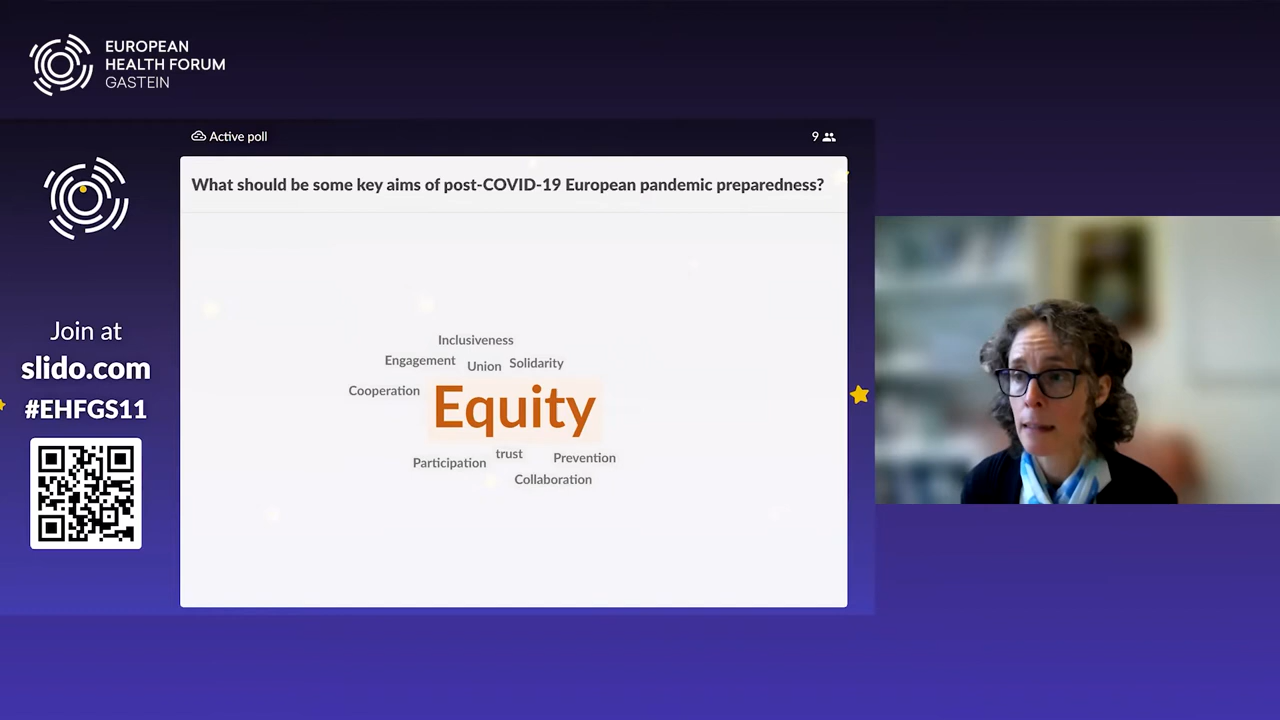 EUROPEAN
HEALTH FORUM
GASTEIN
Active poll
9
What should be some key aims of post-COVID-19 European pandemic preparedness?
Join at
slido.com
#EHFGS11
Inclusiveness
Engagement
Union
Solidarity
Cooperation
Equity
Participation
trust
Prevention
Collaboration